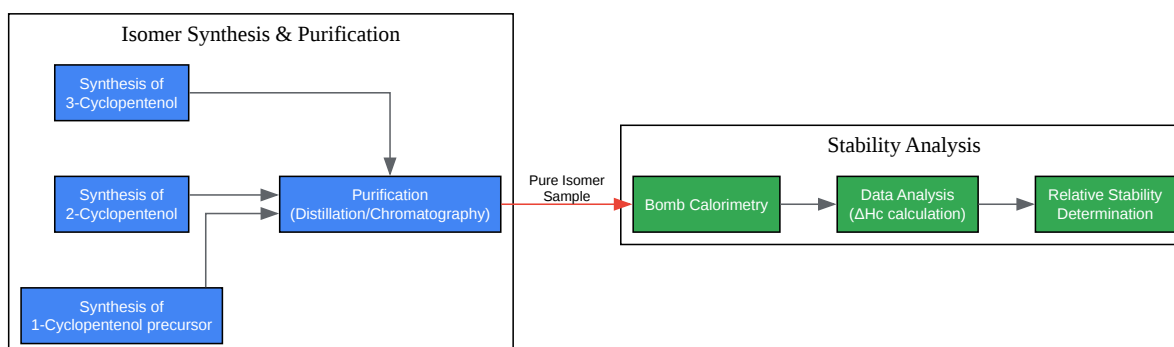 Isomer Synthesis & Purification
Synthesis of
3-Cyclopentenol
Synthesis of
2-Cyclopentenol
Synthesis of
1-Cyclopentenol precursor
Purification
(Distillation/Chromatography)
Pure Isomer
Sample
Stability Analysis
Bomb Calorimetry
Data Analysis
(ΔHc calculation)
Relative Stability
Determination